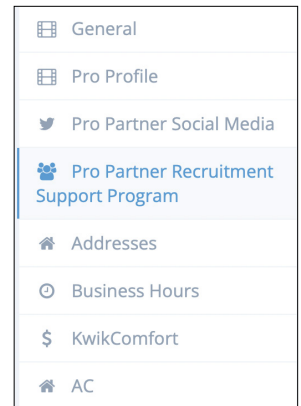 General
Pro Profile
Pro Partner Social Media
Pro Partner Recruitment
Support Program
Addresses
Business Hours
KwikComfort
AC